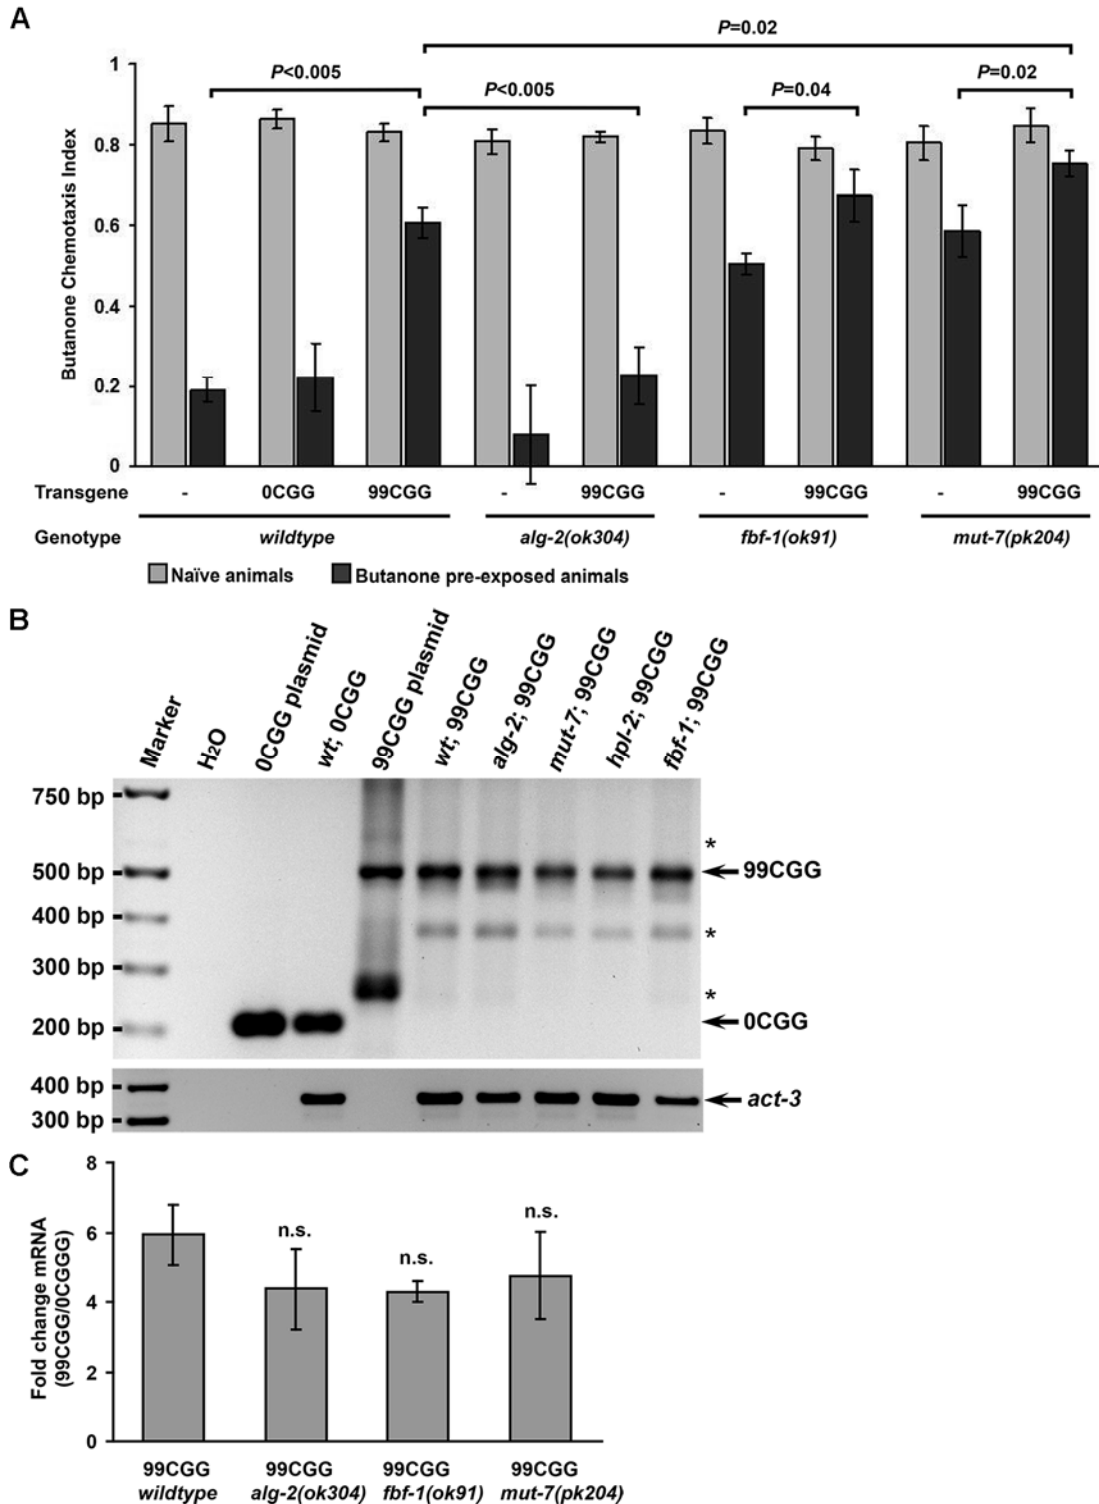 A
P=0.02
P<0.005
P<0.005
P=0.04
P=0.02
Butanone Chemotaxis Index
1
0.8
0.6
0.4
0.2
0
Transgene - 0CGG 99CGG - 99CGG - 99CGG - 99CGG
Genotype wildtype alg-2(ok304) fbf-1(ok91) mut-7(pk204)
Naïve animals Butanone pre-exposed animals
B
Marker
H2O
0CGG plasmid
wt; 0CGG
99CGG plasmid
wt; 99CGG
alg-2; 99CGG
mut-7; 99CGG
hpl-2; 99CGG
fbf-1; 99CGG
750 bp
*
500 bp 99CGG
400 bp
*
300 bp
*
200 bp 0CGG
400 bp
act-3
300 bp
C
Fold change mRNA
(99CGG/0CGGG)
8
6
4
2
0
n.s.
n.s.
n.s.
99CGG 99CGG 99CGG 99CGG
wildtype alg-2(ok304) fbf-1(ok91) mut-7(pk204)